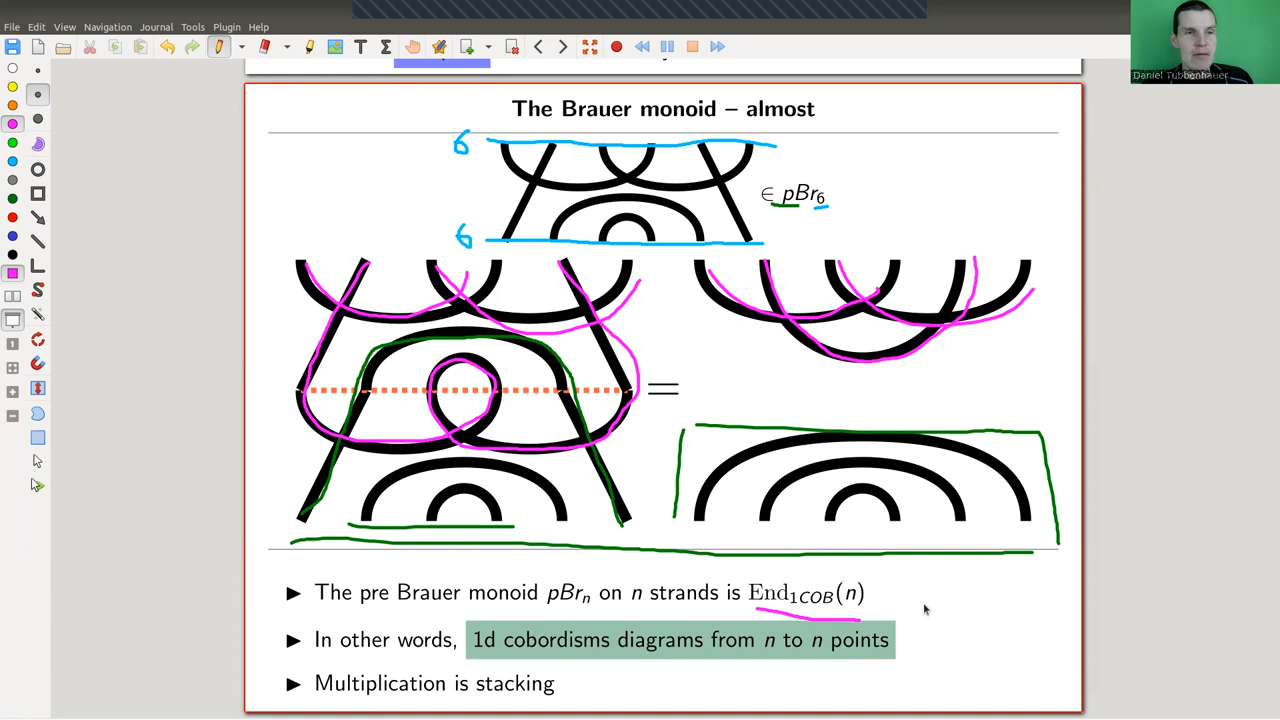 Daniel Tubbenhauer
File Edit View Navigation Journal Tools Plugin Help
The Brauer monoid – almost
6
∈ pBr₆
6
=
▶ The pre Brauer monoid pBrₙ on n strands is End₁COB(n)
▶ In other words, 1d cobordisms diagrams from n to n points
▶ Multiplication is stacking